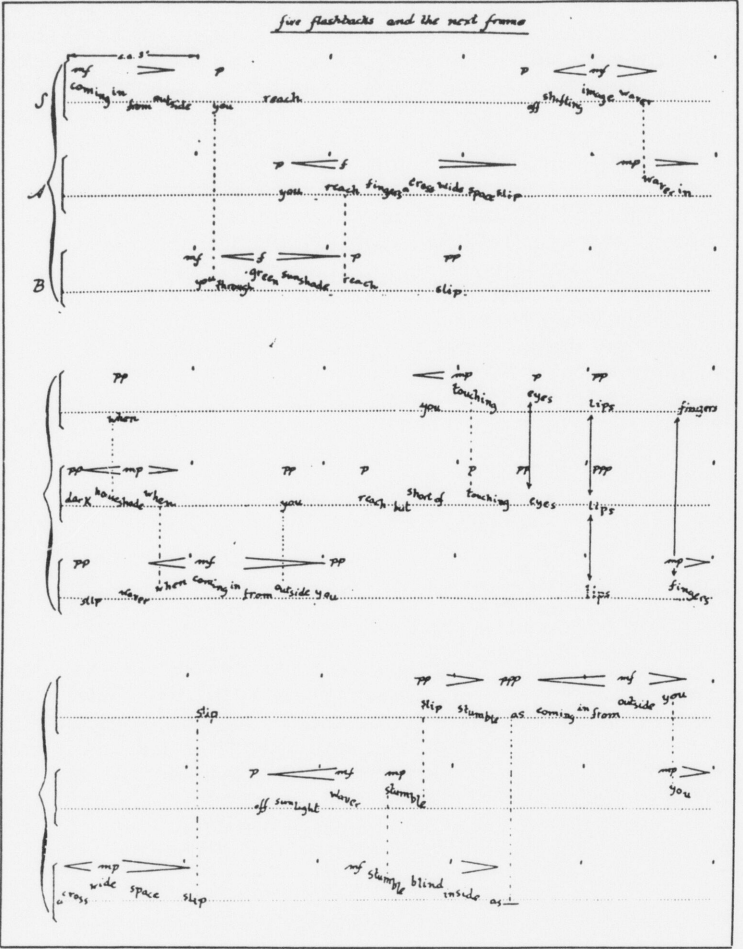 five flashbacks and the next frame
c.a. 5"
mf p p mf
S coming in from outside you reach off shifting image waver
p f mp
A you reach fingers across wide space slip waver in
mf f p pp
B you through green sunshade reach slip
pp mp p pp
when you touching eyes lips fingers
pp mp pp p p pp ppp
dark houseshade when you reach but short of touching eyes lips
pp mf pp mp
slip waver when coming in from outside you lips fingers
pp ppp mf
slip slip stumble as coming in from outside you
p mf mp mp
off sunlight waver stumble you
mp mf
across wide space slip stumble blind inside as